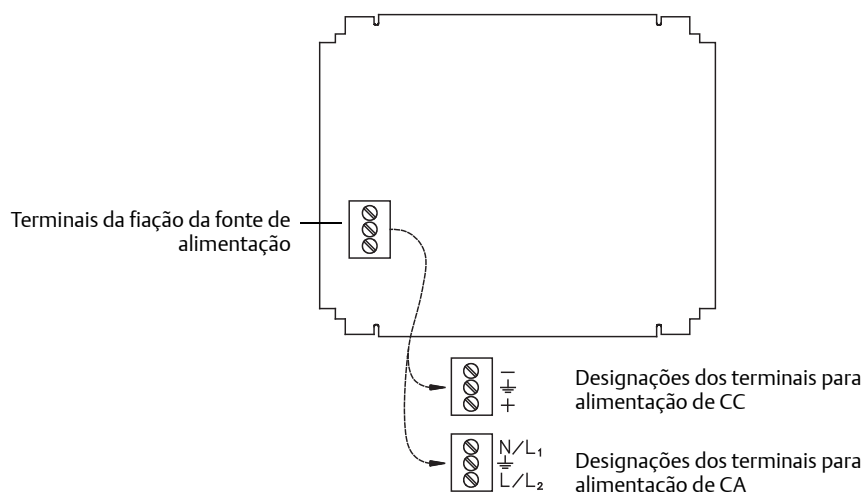 Terminais da fiação da fonte de
alimentação
−
+
Designações dos terminais para
alimentação de CC
N/L₁
L/L₂
Designações dos terminais para
alimentação de CA